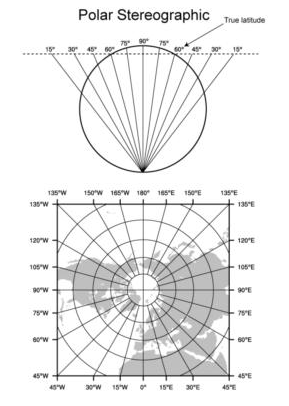 Polar Stereographic
True latitude
15° 30° 45° 60° 75° 90° 75° 60° 45° 30° 15°
135°W 150°W 165°W 180° 165°E 150°E 135°E
135°W 135°E
120°W 120°E
105°W 105°E
90°W 90°E
75°W 75°E
60°W 60°E
45°W 45°E
45°W 30°W 15°W 0° 15°E 30°E 45°E